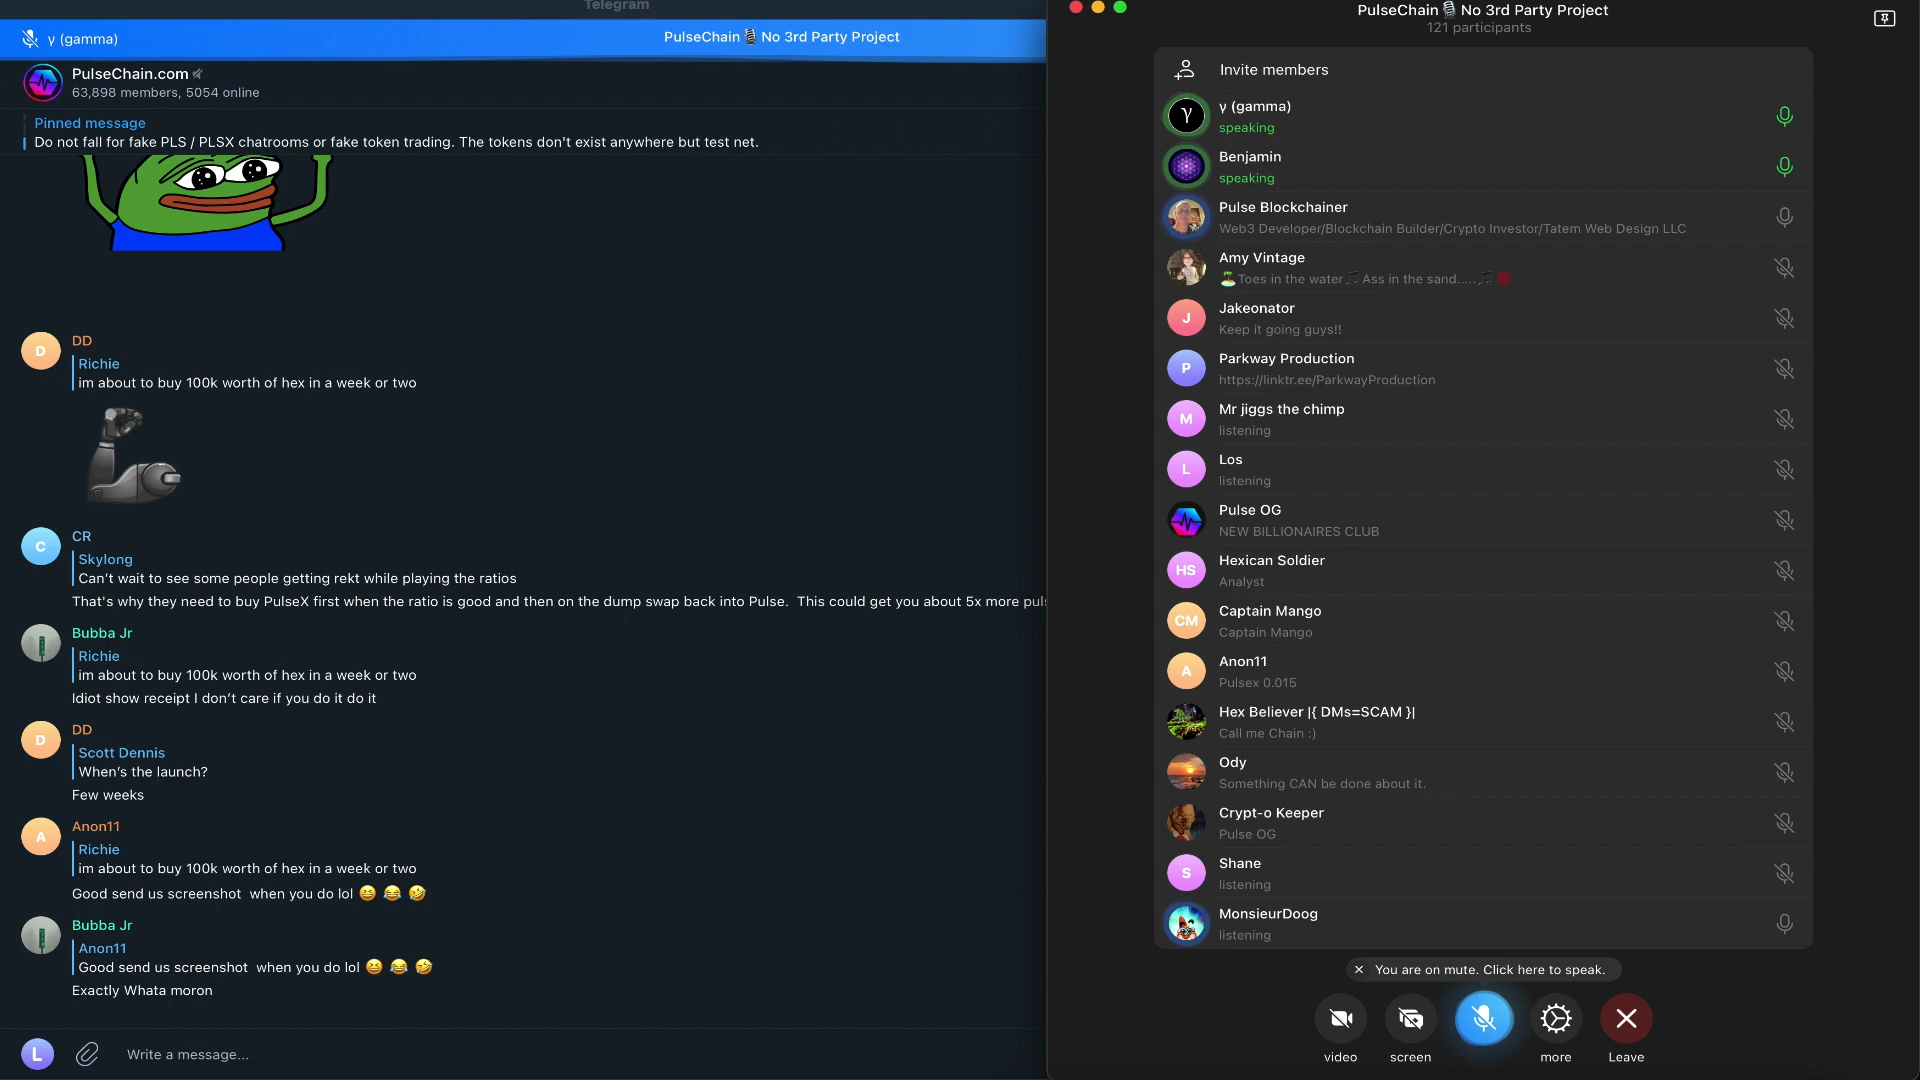 Telegram
γ (gamma)
PulseChain🎙 No 3rd Party Project
PulseChain.com
63,898 members, 5054 online
Pinned message
Do not fall for fake PLS / PLSX chatrooms or fake token trading. The tokens don't exist anywhere but test net.
D
DD
Richie
im about to buy 100k worth of hex in a week or two
C
CR
Skylong
Can't wait to see some people getting rekt while playing the ratios
That's why they need to buy PulseX first when the ratio is good and then on the dump swap back into Pulse. This could get you about 5x more
Bubba Jr
Richie
im about to buy 100k worth of hex in a week or two
Idiot show receipt I don't care if you do it do it
D
DD
Scott Dennis
When's the launch?
Few weeks
A
Anon11
Richie
im about to buy 100k worth of hex in a week or two
Good send us screenshot when you do lol 😆 😂 🤣
Bubba Jr
Anon11
Good send us screenshot when you do lol 😆 😂 🤣
Exactly Whata moron
L
Write a message...
PulseChain🎙 No 3rd Party Project
121 participants
Invite members
γ
γ (gamma)
speaking
Benjamin
speaking
Pulse Blockchainer
Web3 Developer/Blockchain Builder/Crypto Investor/Tatem Web Design LLC
Amy Vintage
🏝Toes in the water🎵Ass in the sand.....🎵💯
J
Jakeonator
Keep it going guys!!
P
Parkway Production
https://linktr.ee/ParkwayProduction
M
Mr jiggs the chimp
listening
L
Los
listening
Pulse OG
NEW BILLIONAIRES CLUB
HS
Hexican Soldier
Analyst
CM
Captain Mango
Captain Mango
A
Anon11
Pulsex 0.015
Hex Believer |{ DMs=SCAM }|
Call me Chain :)
Ody
Something CAN be done about it.
Crypt-o Keeper
Pulse OG
S
Shane
listening
MonsieurDoog
listening
You are on mute. Click here to speak.
video
screen
more
Leave